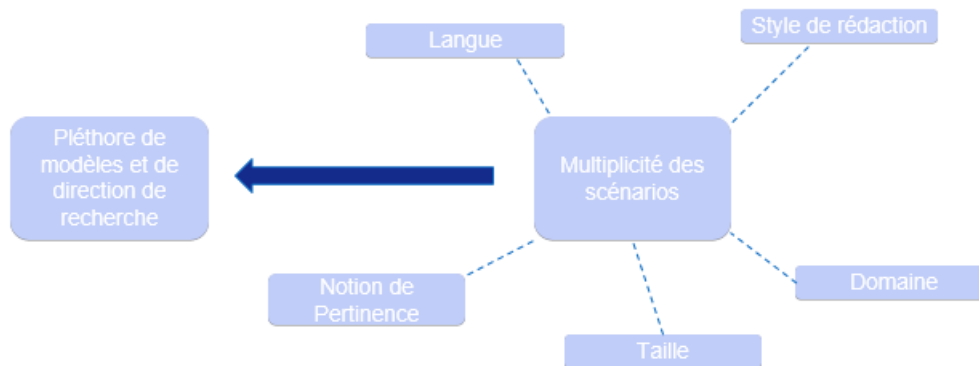 Langue
Style de rédaction
Pléthore de
modèles et de
direction de
recherche
Multiplicité des
scénarios
Notion de
Pertinence
Domaine
Taille